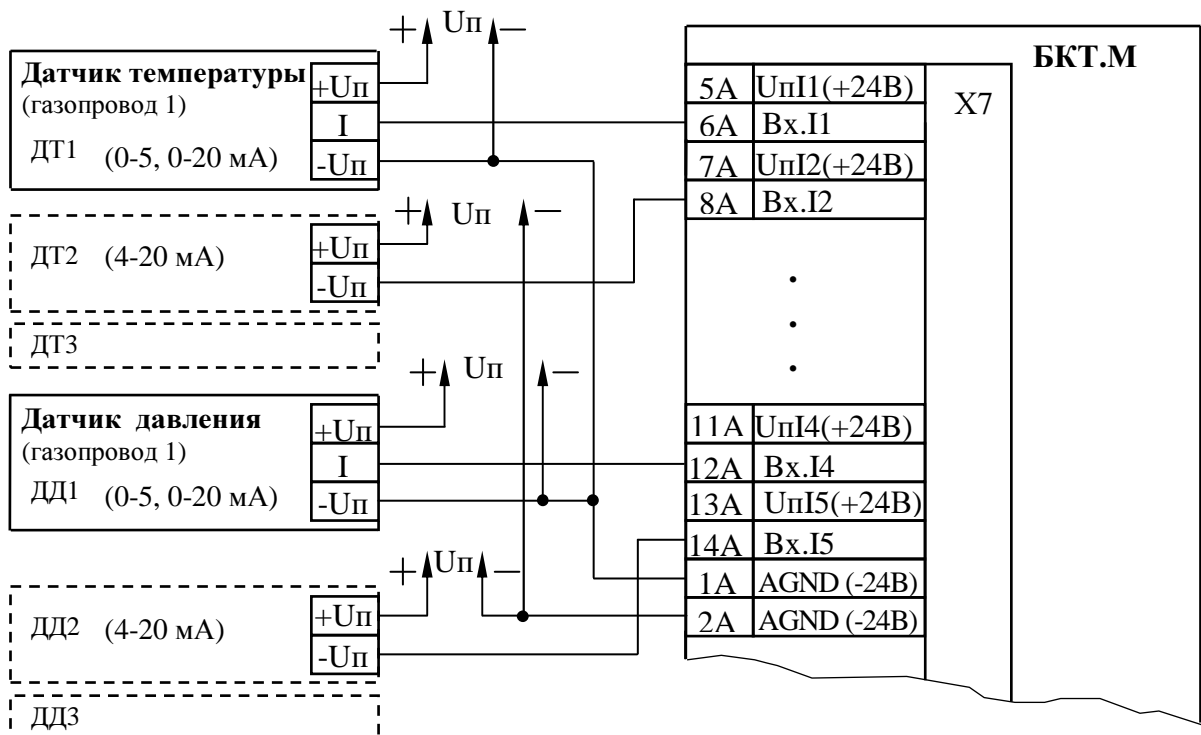 + Uп −
БКТ.М
Датчик температуры
(газопровод 1)
ДТ1 (0-5, 0-20 мА)
+Uп
I
-Uп
5А UпI1(+24В)
6А Вх.I1
7А UпI2(+24В)
8А Вх.I2
X7
+ Uп −
ДТ2 (4-20 мА)
+Uп
-Uп
ДТ3
+ Uп −
Датчик давления
(газопровод 1)
ДД1 (0-5, 0-20 мА)
+Uп
I
-Uп
11А UпI4(+24В)
12А Вх.I4
13А UпI5(+24В)
14А Вх.I5
1А AGND (-24В)
2А AGND (-24В)
+ Uп −
ДД2 (4-20 мА)
+Uп
-Uп
ДД3